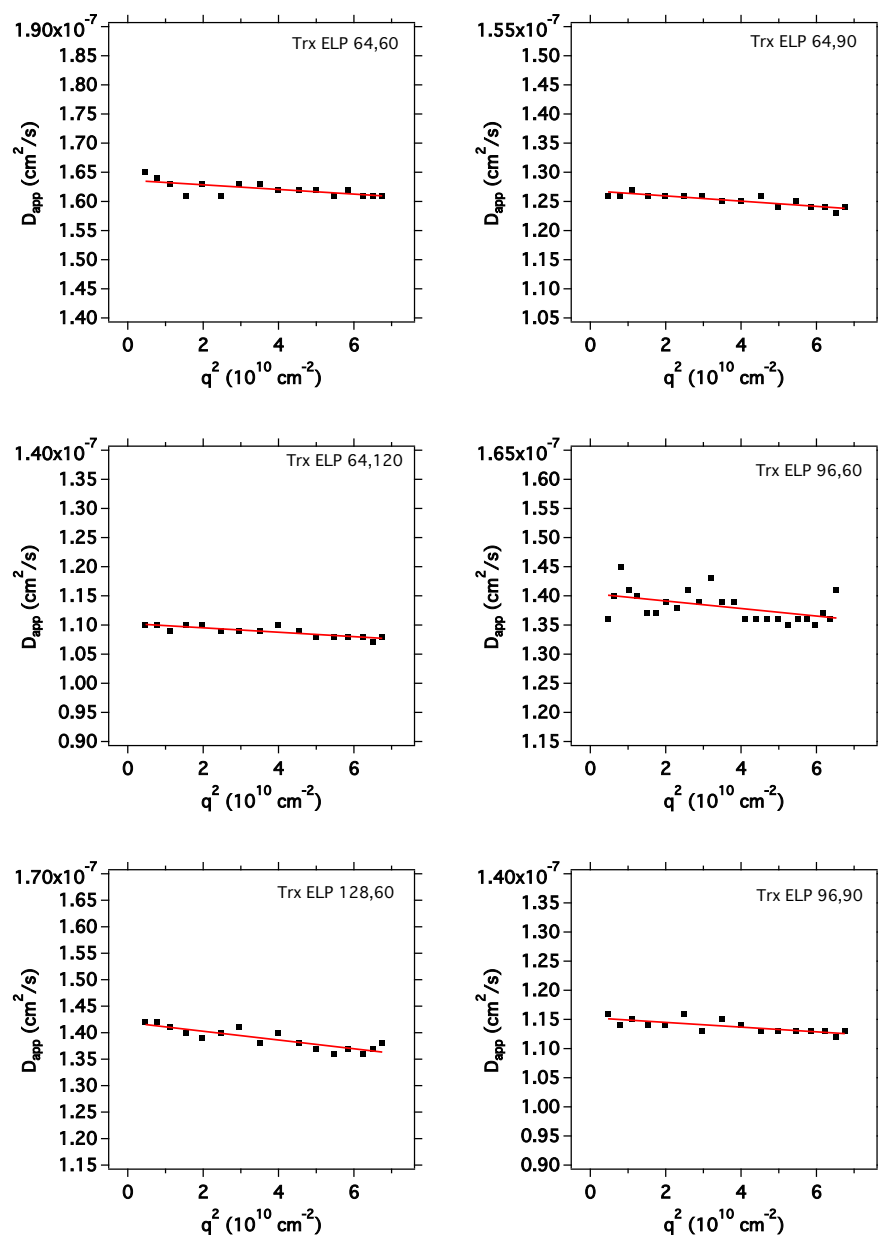 1.90x10⁻⁷
1.85
1.80
1.75
1.70
1.65
1.60
1.55
1.50
1.45
1.40
D_app (cm²/s)
Trx ELP 64,60
0 2 4 6
q² (10¹⁰ cm⁻²)
1.55x10⁻⁷
1.50
1.45
1.40
1.35
1.30
1.25
1.20
1.15
1.10
1.05
D_app (cm²/s)
Trx ELP 64,90
0 2 4 6
q² (10¹⁰ cm⁻²)
1.40x10⁻⁷
1.35
1.30
1.25
1.20
1.15
1.10
1.05
1.00
0.95
0.90
D_app (cm²/s)
Trx ELP 64,120
0 2 4 6
q² (10¹⁰ cm⁻²)
1.65x10⁻⁷
1.60
1.55
1.50
1.45
1.40
1.35
1.30
1.25
1.20
1.15
D_app (cm²/s)
Trx ELP 96,60
0 2 4 6
q² (10¹⁰ cm⁻²)
1.70x10⁻⁷
1.65
1.60
1.55
1.50
1.45
1.40
1.35
1.30
1.25
1.20
1.15
D_app (cm²/s)
Trx ELP 128,60
0 2 4 6
q² (10¹⁰ cm⁻²)
1.40x10⁻⁷
1.35
1.30
1.25
1.20
1.15
1.10
1.05
1.00
0.95
0.90
D_app (cm²/s)
Trx ELP 96,90
0 2 4 6
q² (10¹⁰ cm⁻²)